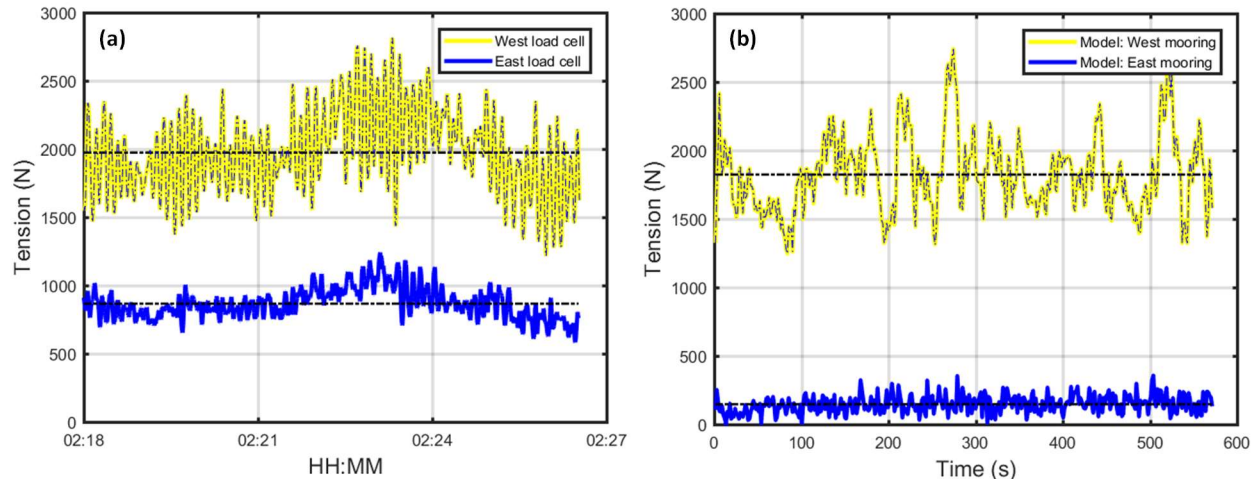 (a)
West load cell
East load cell
3000
2500
2000
1500
1000
500
0
Tension (N)
02:18
02:21
02:24
02:27
HH:MM
(b)
Model: West mooring
Model: East mooring
3000
2500
2000
1500
1000
500
0
Tension (N)
0
100
200
300
400
500
600
Time (s)